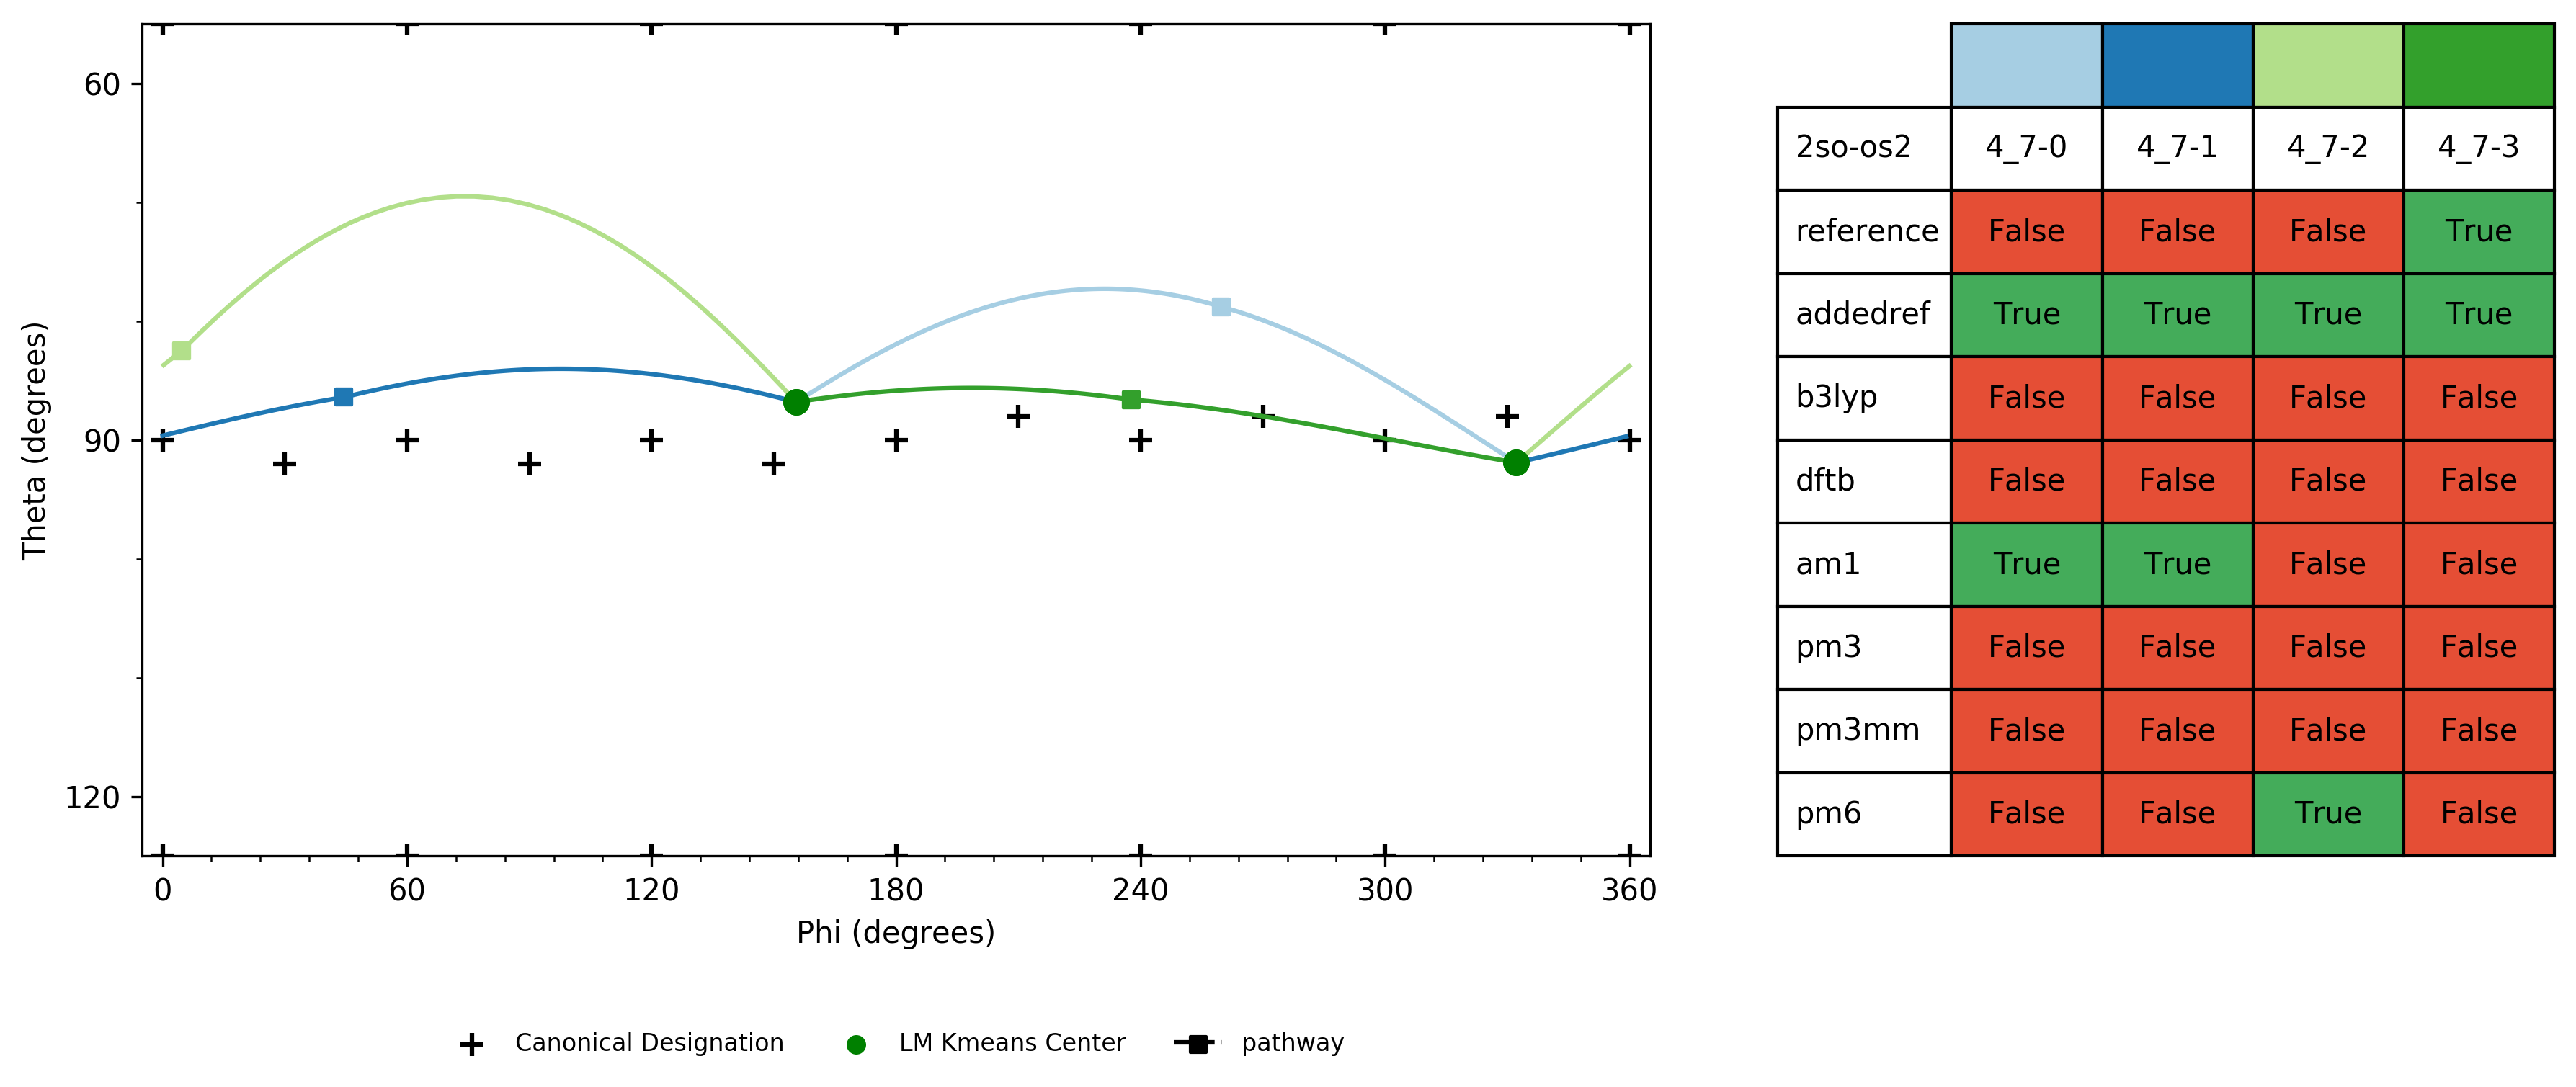 60
90
120
Theta (degrees)
0 60 120 180 240 300 360
Phi (degrees)
Canonical Designation LM Kmeans Center pathway
2so-os2 4_7-0 4_7-1 4_7-2 4_7-3
reference False False False True
addedref True True True True
b3lyp False False False False
dftb False False False False
am1 True True False False
pm3 False False False False
pm3mm False False False False
pm6 False False True False